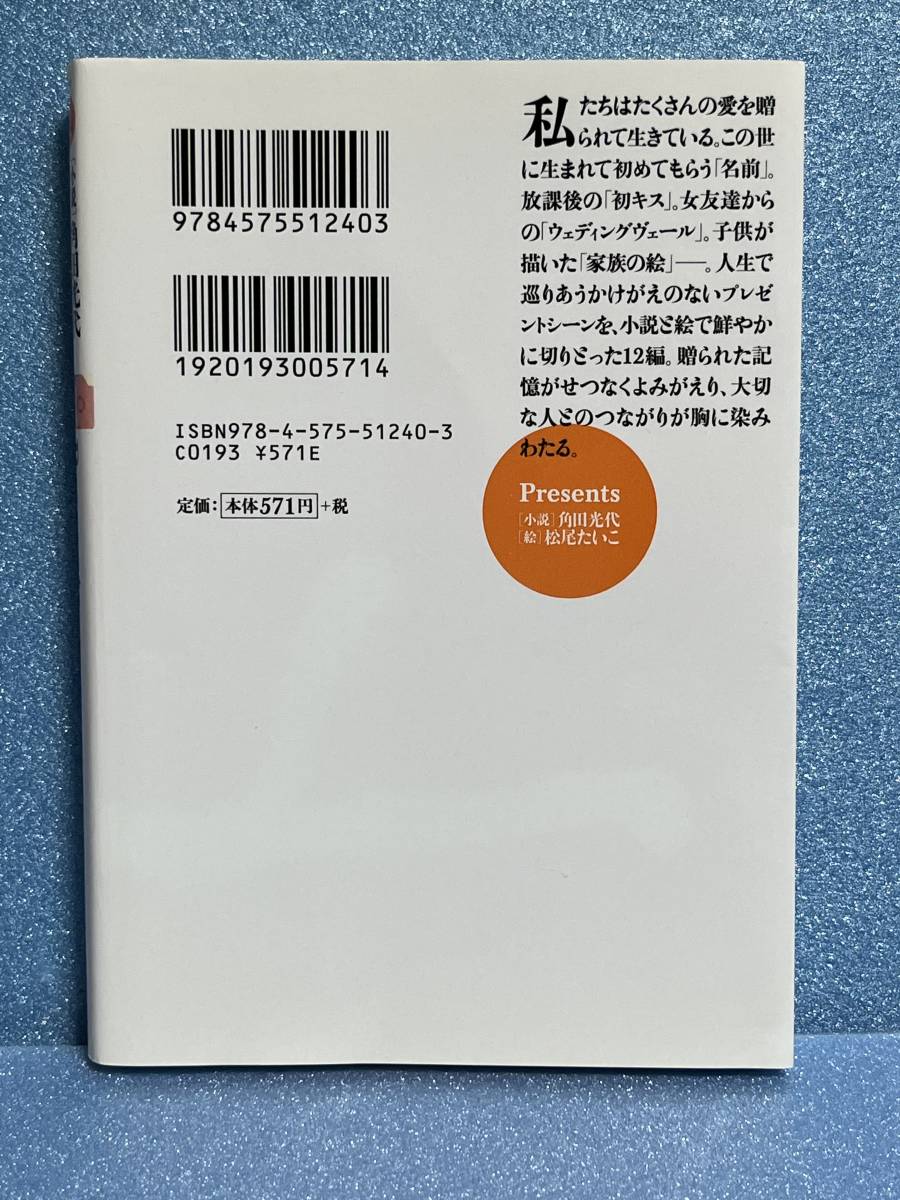 私たちはたくさんの愛を贈
られて生きている。この世
に生まれて初めてもらう「名前」。
放課後の「初キス」。女友達から
の「ウェディングヴェール」。子供が
描いた「家族の絵」──。人生で
巡りあうかけがえのないプレゼ
ントシーンを、小説と絵で鮮やか
に切りとった12編。贈られた記
憶がせつなくよみがえり、大切
な人とのつながりが胸に染み
わたる。
Presents
[小説]角田光代
[絵]松尾たいこ
9784575512403
1920193005714
ISBN978-4-575-51240-3
C0193 ¥571E
定価:本体571円+税